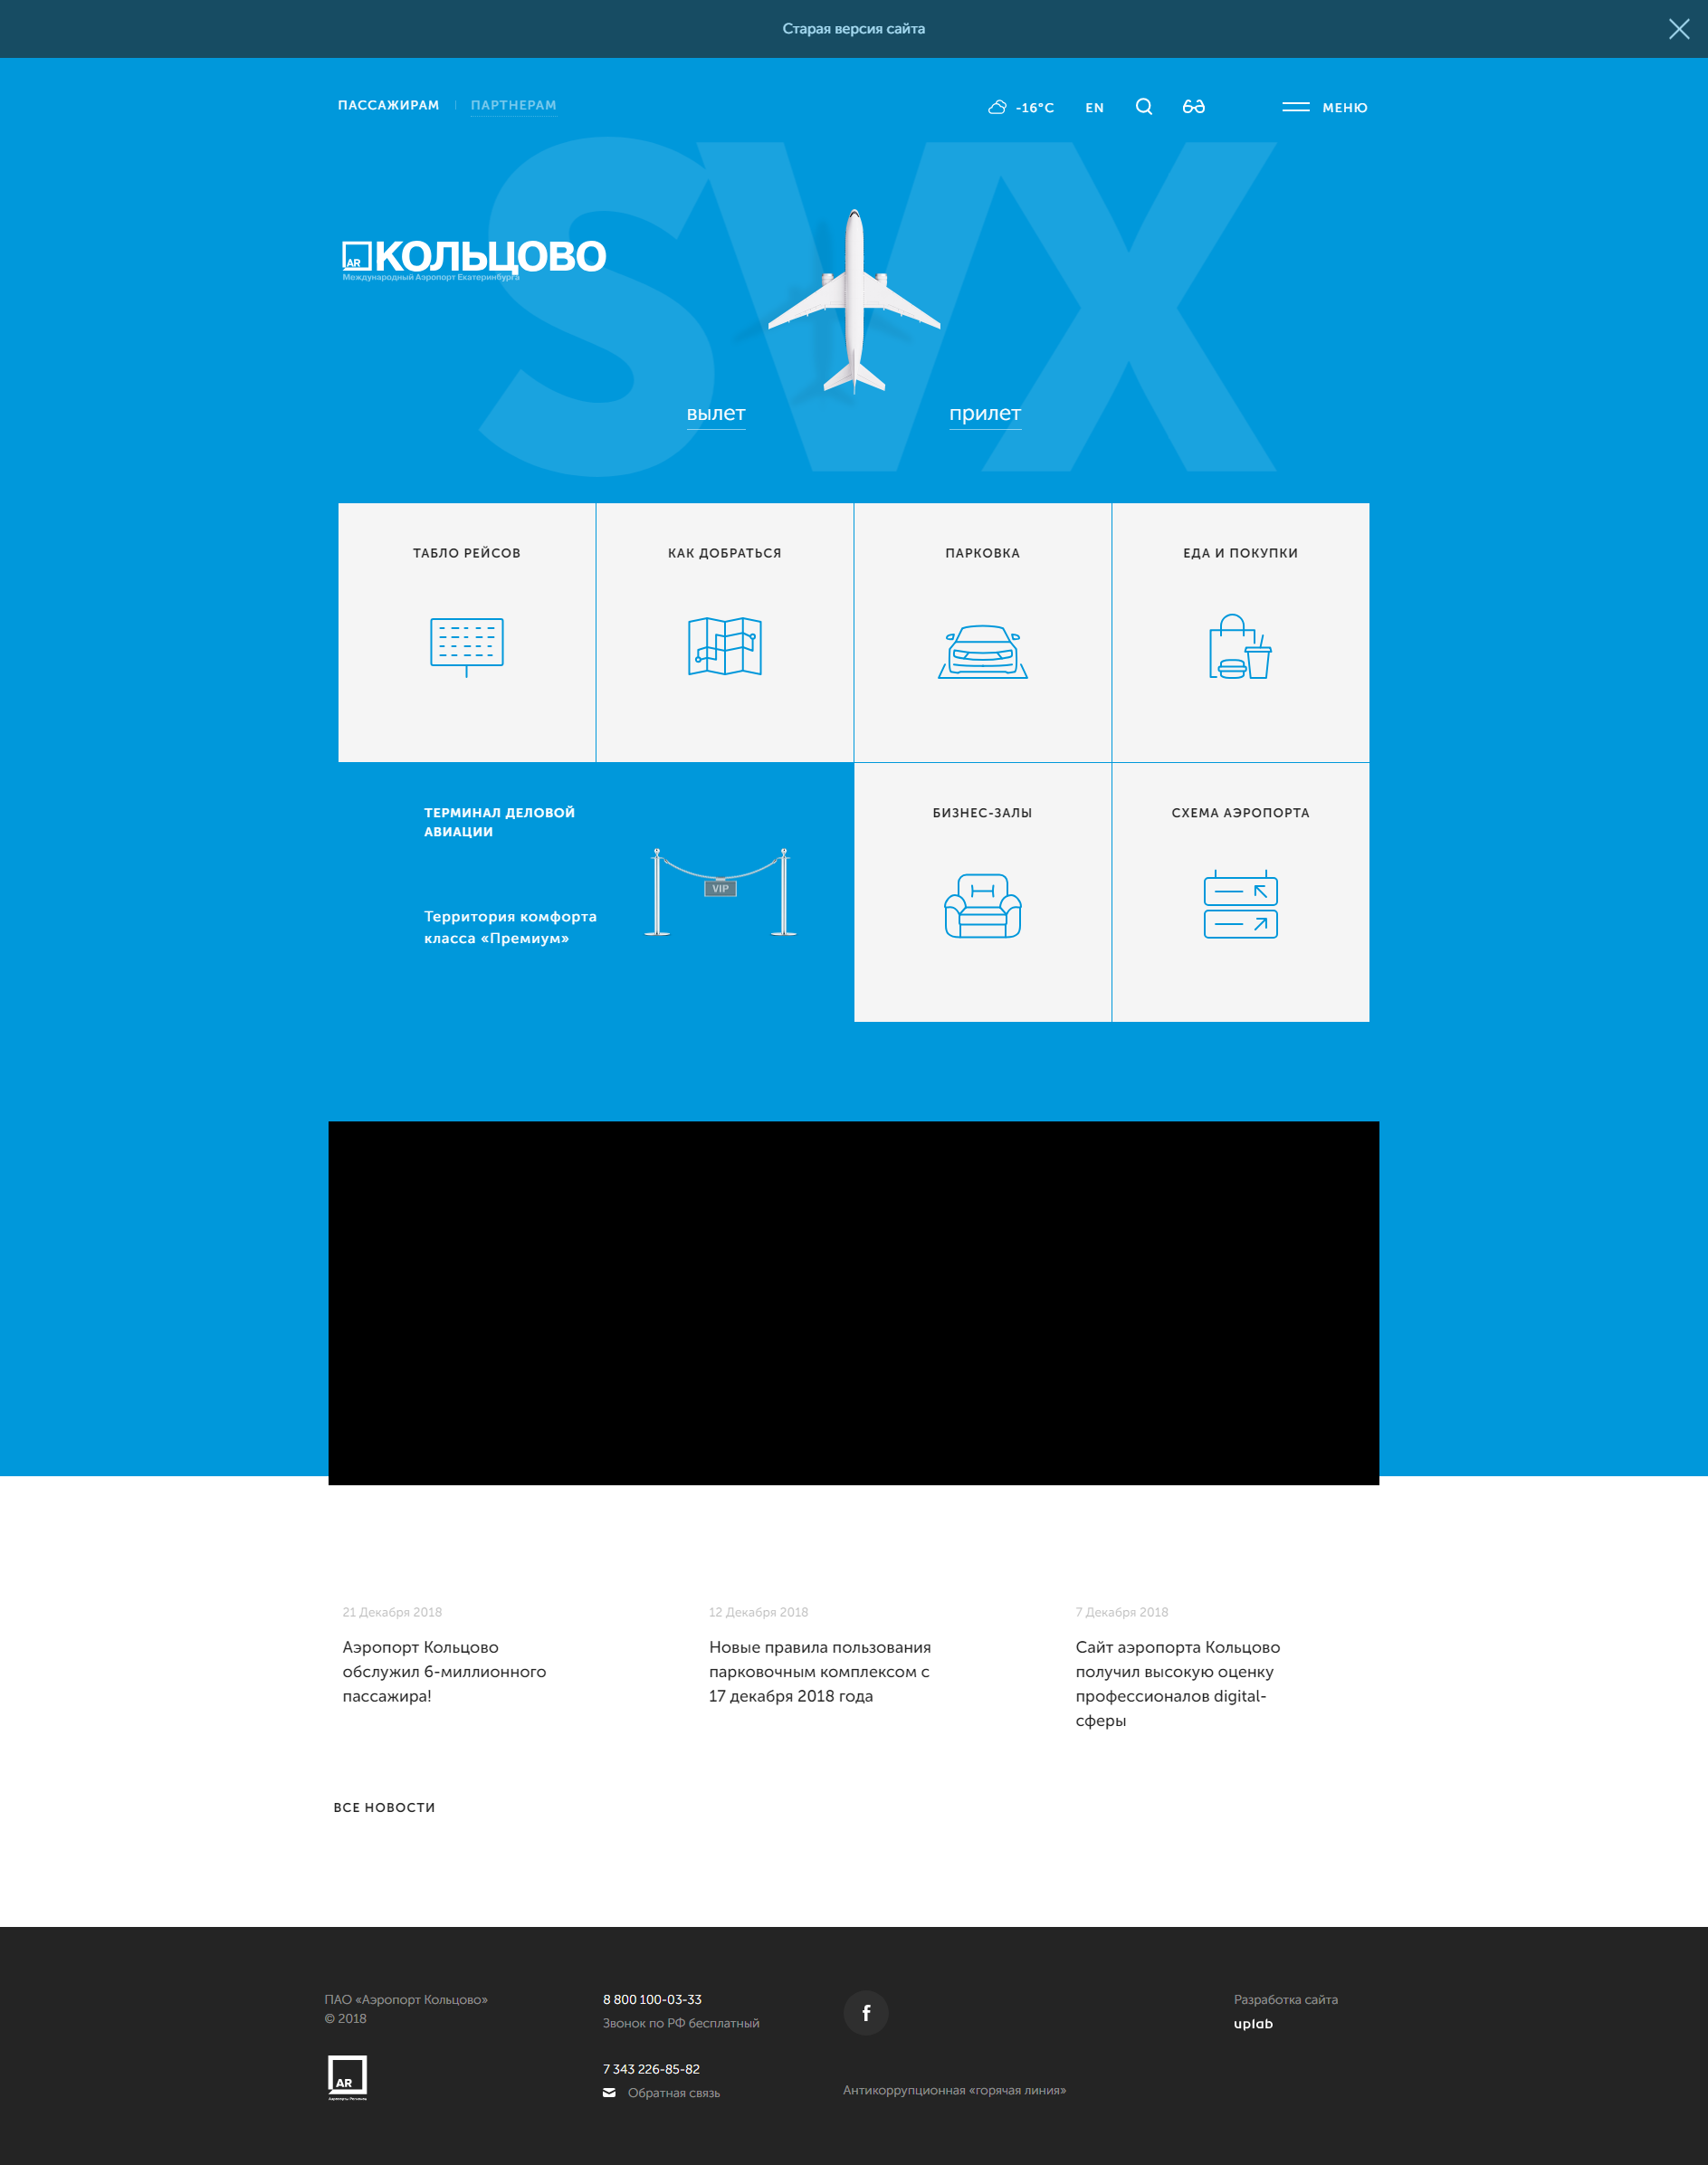 Старая версия сайта
ПАССАЖИРАМ
ПАРТНЕРАМ
-16°C
EN
МЕНЮ
SVX
AR
КОЛЬЦОВО
Международный Аэропорт Екатеринбурга
вылет
прилет
ТАБЛО РЕЙСОВ
КАК ДОБРАТЬСЯ
ПАРКОВКА
ЕДА И ПОКУПКИ
ТЕРМИНАЛ ДЕЛОВОЙ
АВИАЦИИ
VIP
Территория комфорта
класса «Премиум»
БИЗНЕС-ЗАЛЫ
СХЕМА АЭРОПОРТА
21 Декабря 2018
Аэропорт Кольцово
обслужил 6-миллионного
пассажира!
12 Декабря 2018
Новые правила пользования
парковочным комплексом с
17 декабря 2018 года
7 Декабря 2018
Сайт аэропорта Кольцово
получил высокую оценку
профессионалов digital-
сферы
ВСЕ НОВОСТИ
ПАО «Аэропорт Кольцово»
© 2018
AR
Аэропорты Регионов
8 800 100-03-33
Звонок по РФ бесплатный
7 343 226-85-82
Обратная связь
f
Антикоррупционная «горячая линия»
Разработка сайта
uplab